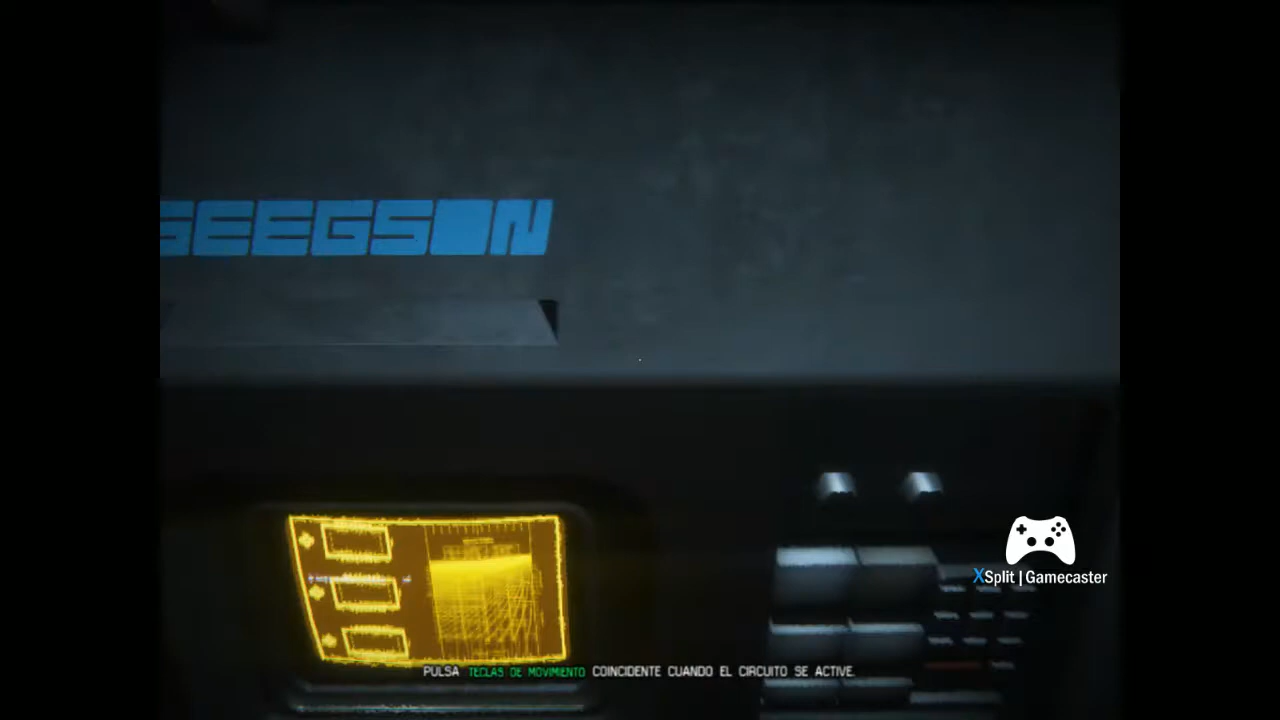 SEEGSON
XSplit | Gamecaster
PULSA TECLAS DE MOVIMIENTO COINCIDENTE CUANDO EL CIRCUITO SE ACTIVE.